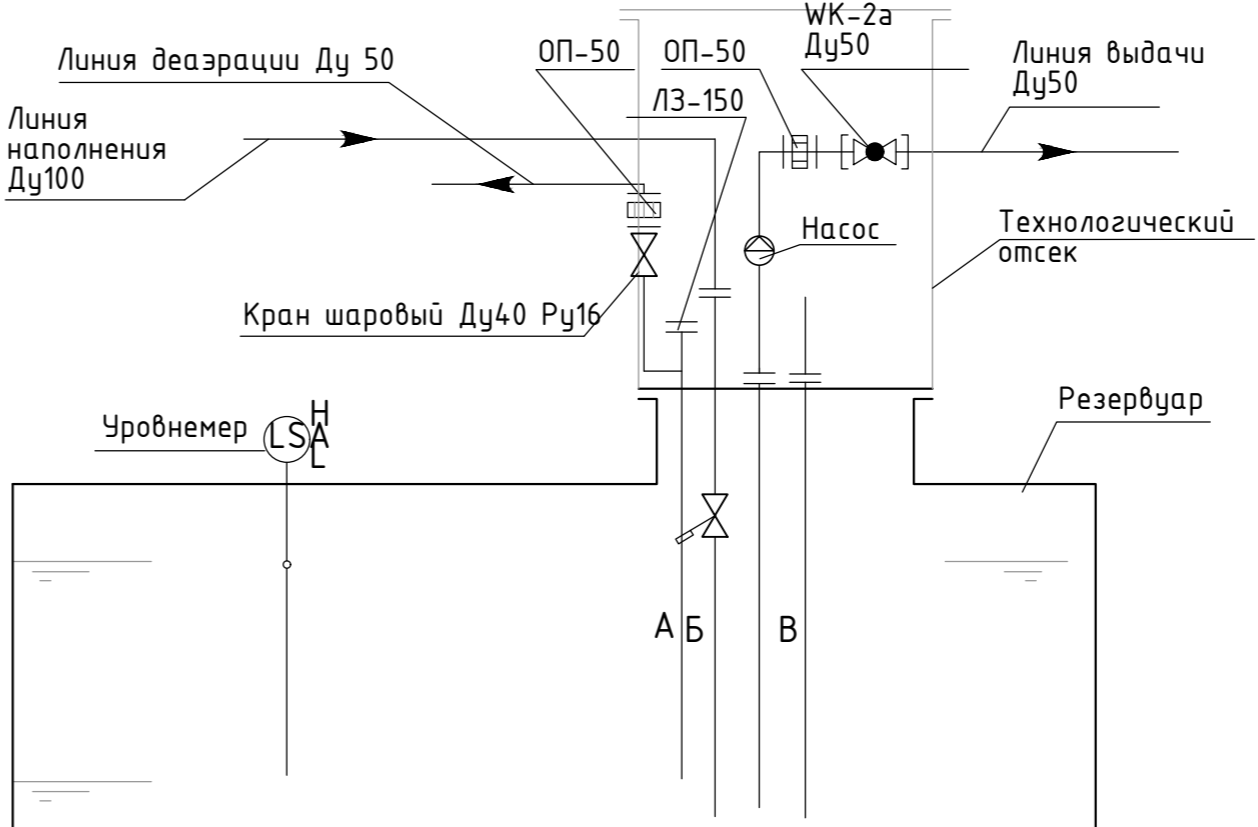 WK-2а
Ду50
ОП-50
ОП-50
Линия выдачи
Ду50
Линия деаэрации Ду 50
ЛЗ-150
Линия
наполнения
Ду100
Насос
Технологический
отсек
Кран шаровый Ду40 Ру16
Резервуар
Уровнемер
LS
H
A
L
А
Б
В